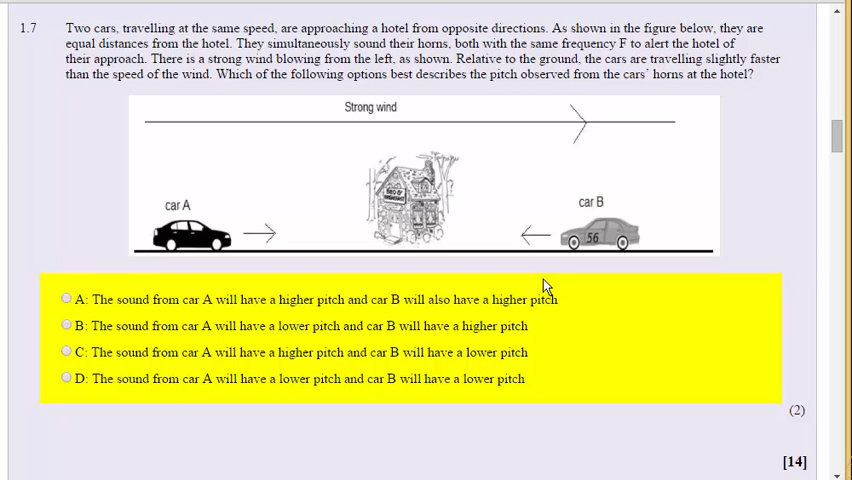 1.7 Two cars, travelling at the same speed, are approaching a hotel from opposite directions. As shown in the figure below, they are
equal distances from the hotel. They simultaneously sound their horns, both with the same frequency F to alert the hotel of
their approach. There is a strong wind blowing from the left, as shown. Relative to the ground, the cars are travelling slightly faster
than the speed of the wind. Which of the following options best describes the pitch observed from the cars' horns at the hotel?
Strong wind
car A
car B
56
A: The sound from car A will have a higher pitch and car B will also have a higher pitch
B: The sound from car A will have a lower pitch and car B will have a higher pitch
C: The sound from car A will have a higher pitch and car B will have a lower pitch
D: The sound from car A will have a lower pitch and car B will have a lower pitch
(2)
[14]